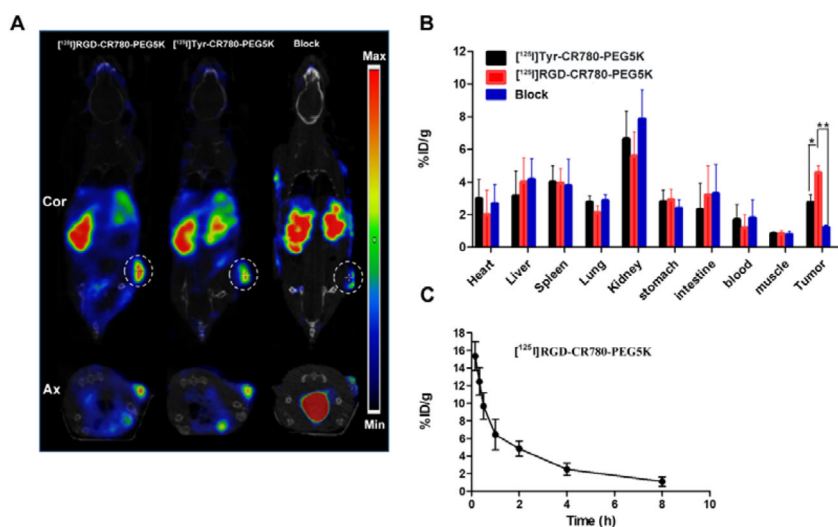 A
[¹²⁵I]RGD-CR780-PEG5K [¹²⁵I]Tyr-CR780-PEG5K Block
Max
Cor
Ax
Min
B
[¹²⁵I]Tyr-CR780-PEG5K
[¹²⁵I]RGD-CR780-PEG5K
Block
%ID/g
12
10
8
6
4
2
0
* **
Heart Liver Spleen Lung Kidney stomach intestine blood muscle Tumor
C
[¹²⁵I]RGD-CR780-PEG5K
%ID/g
18
16
14
12
10
8
6
4
2
0
0 2 4 6 8 10
Time (h)